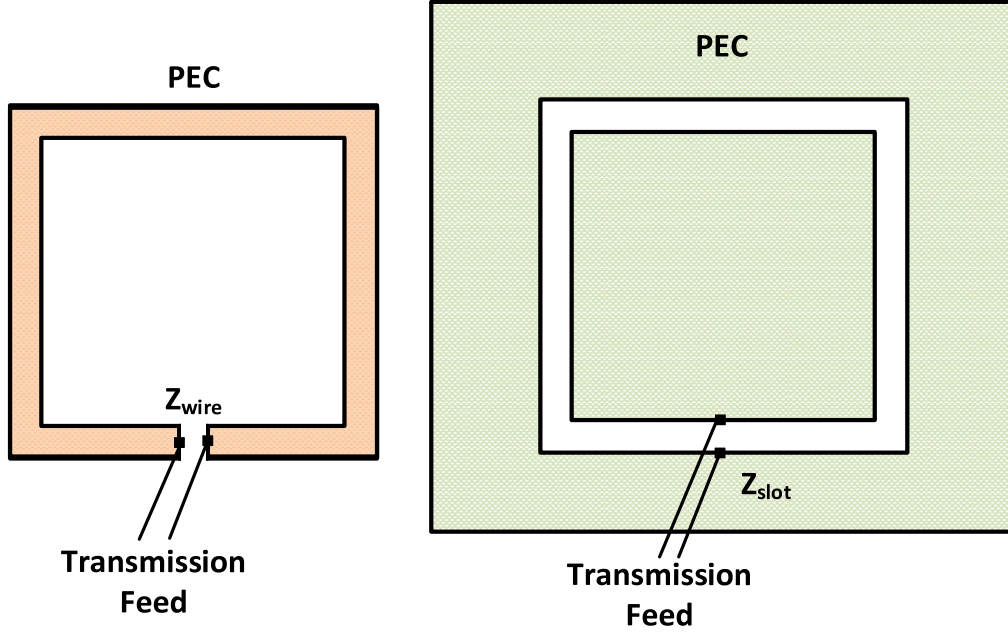 PEC
Zwire
Transmission
Feed
PEC
Zslot
Transmission
Feed